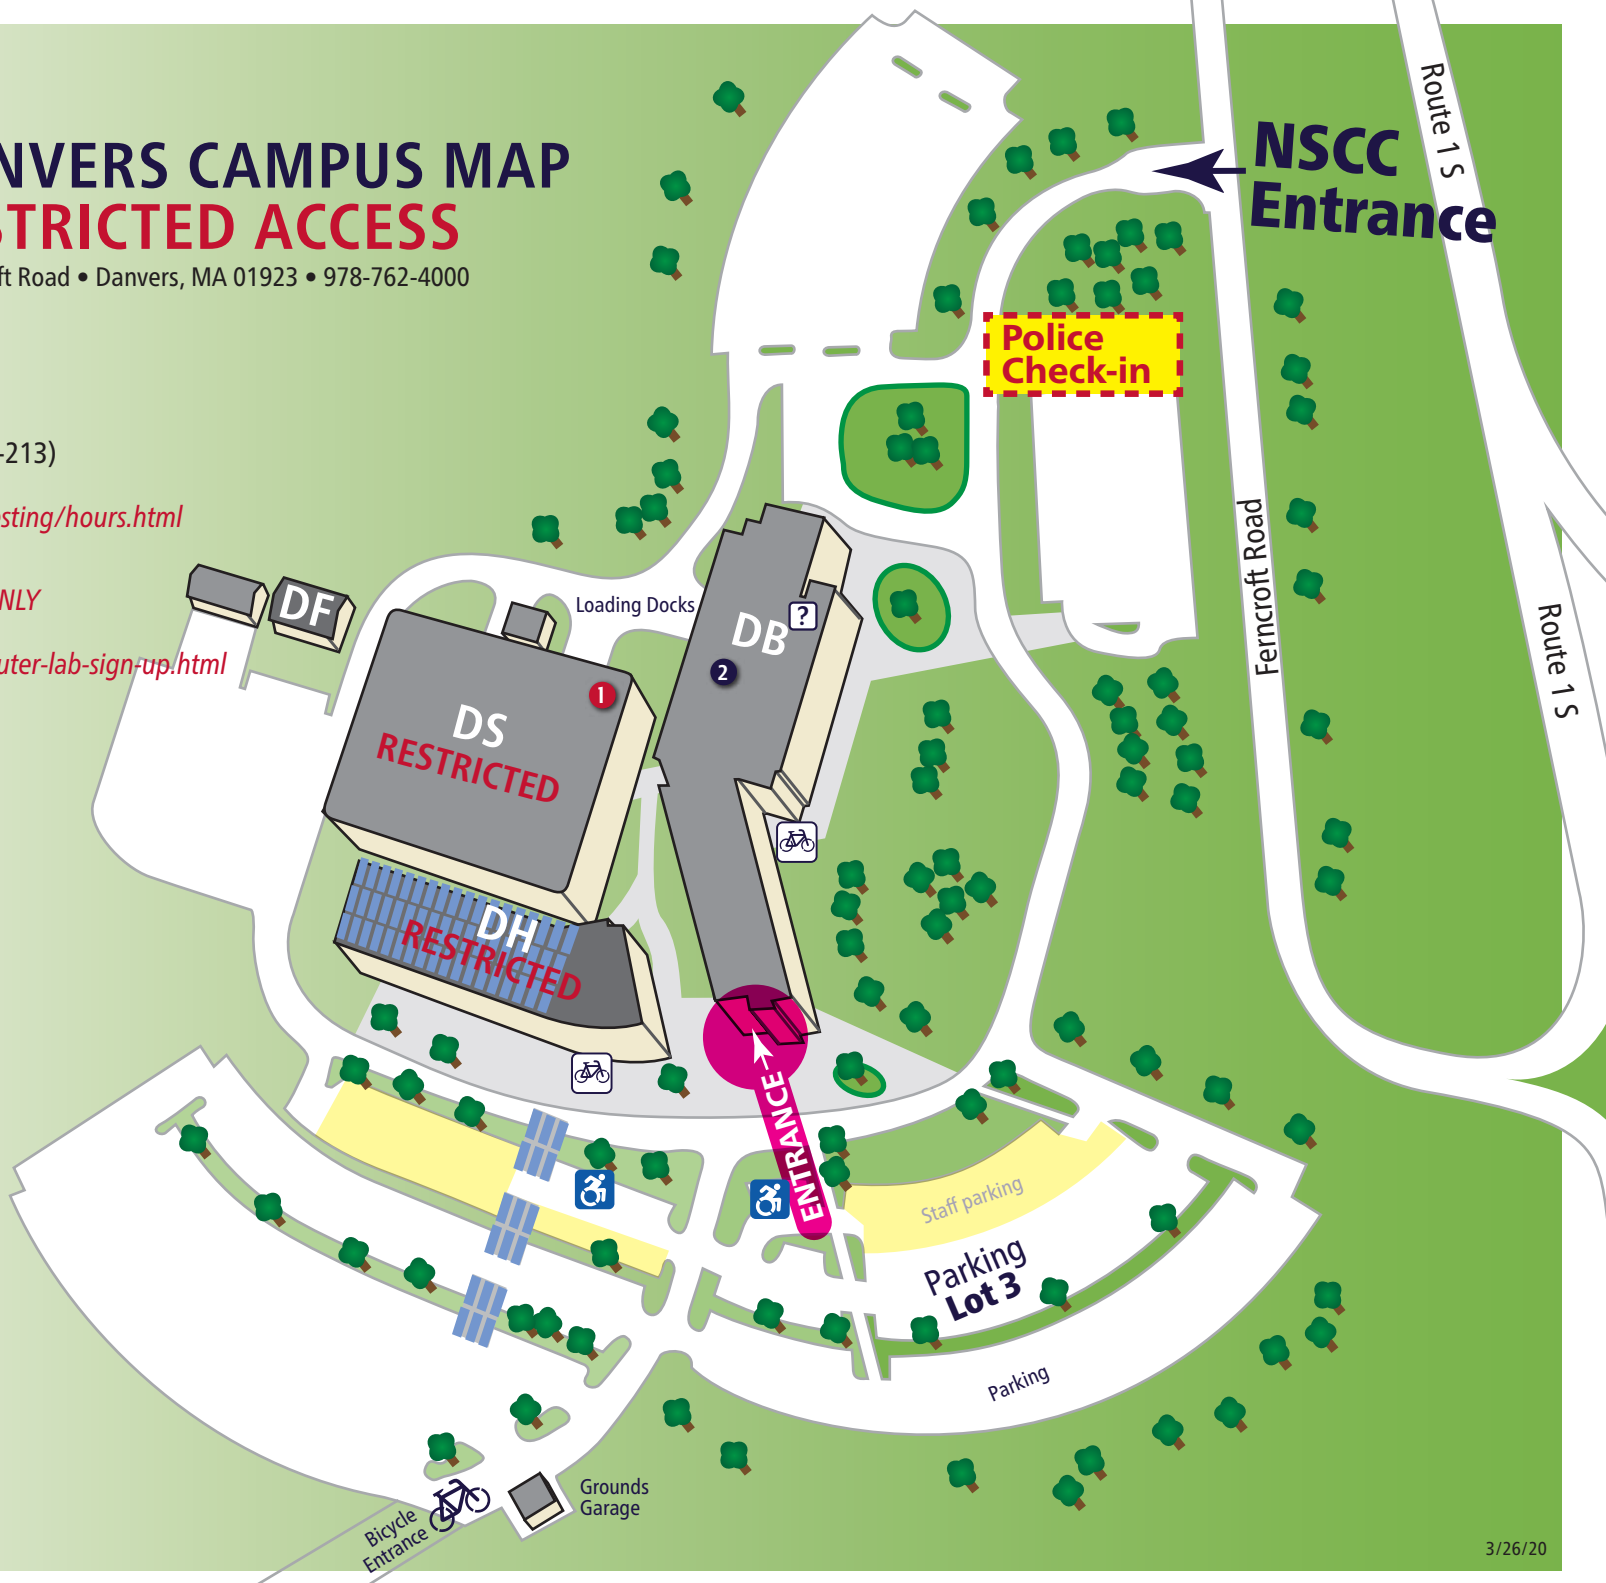 NVERS CAMPUS MAP
STRICTED ACCESS
ft Road • Danvers, MA 01923 • 978-762-4000
-213)
esting/hours.html
NLY
uter-lab-sign-up.html
NSCC
Entrance
Route 1 S
Police
Check-in
Ferncroft Road
Route 1 S
DF
Loading Docks
DB
?
2
1
DS
RESTRICTED
DH
RESTRICTED
ENTRANCE
Staff parking
Parking
Lot 3
Parking
Grounds
Garage
Bicycle
Entrance
3/26/20